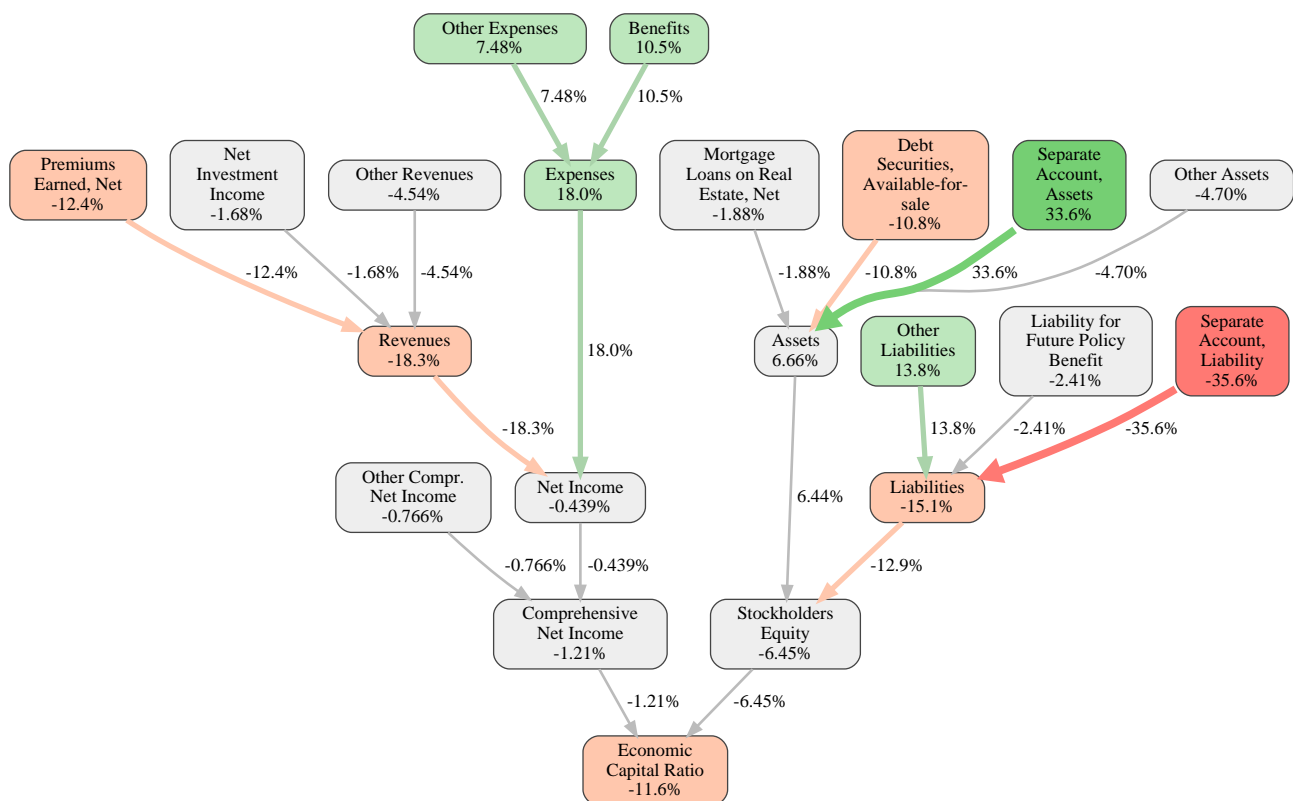 Other Expenses
7.48%
Benefits
10.5%
7.48%
10.5%
Premiums
Earned, Net
-12.4%
Net
Investment
Income
-1.68%
Other Revenues
-4.54%
Expenses
18.0%
Mortgage
Loans on Real
Estate, Net
-1.88%
Debt
Securities,
Available-for-
sale
-10.8%
Separate
Account,
Assets
33.6%
Other Assets
-4.70%
-12.4%
-1.68%
-4.54%
-1.88%
-10.8%
33.6%
-4.70%
Revenues
-18.3%
18.0%
Assets
6.66%
Other
Liabilities
13.8%
Liability for
Future Policy
Benefit
-2.41%
Separate
Account,
Liability
-35.6%
-18.3%
13.8%
-2.41%
-35.6%
Other Compr.
Net Income
-0.766%
Net Income
-0.439%
6.44%
Liabilities
-15.1%
-0.766%
-0.439%
-12.9%
Comprehensive
Net Income
-1.21%
Stockholders
Equity
-6.45%
-1.21%
-6.45%
Economic
Capital Ratio
-11.6%